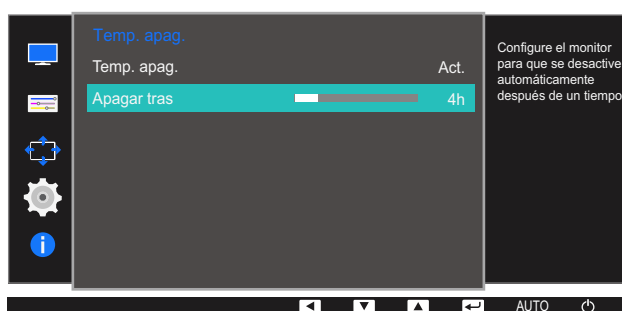 Temp. apag.
Temp. apag. Act.
Apagar tras 4h
Configure el monitor
para que se desactive
automáticamente
después de un tiempo
AUTO